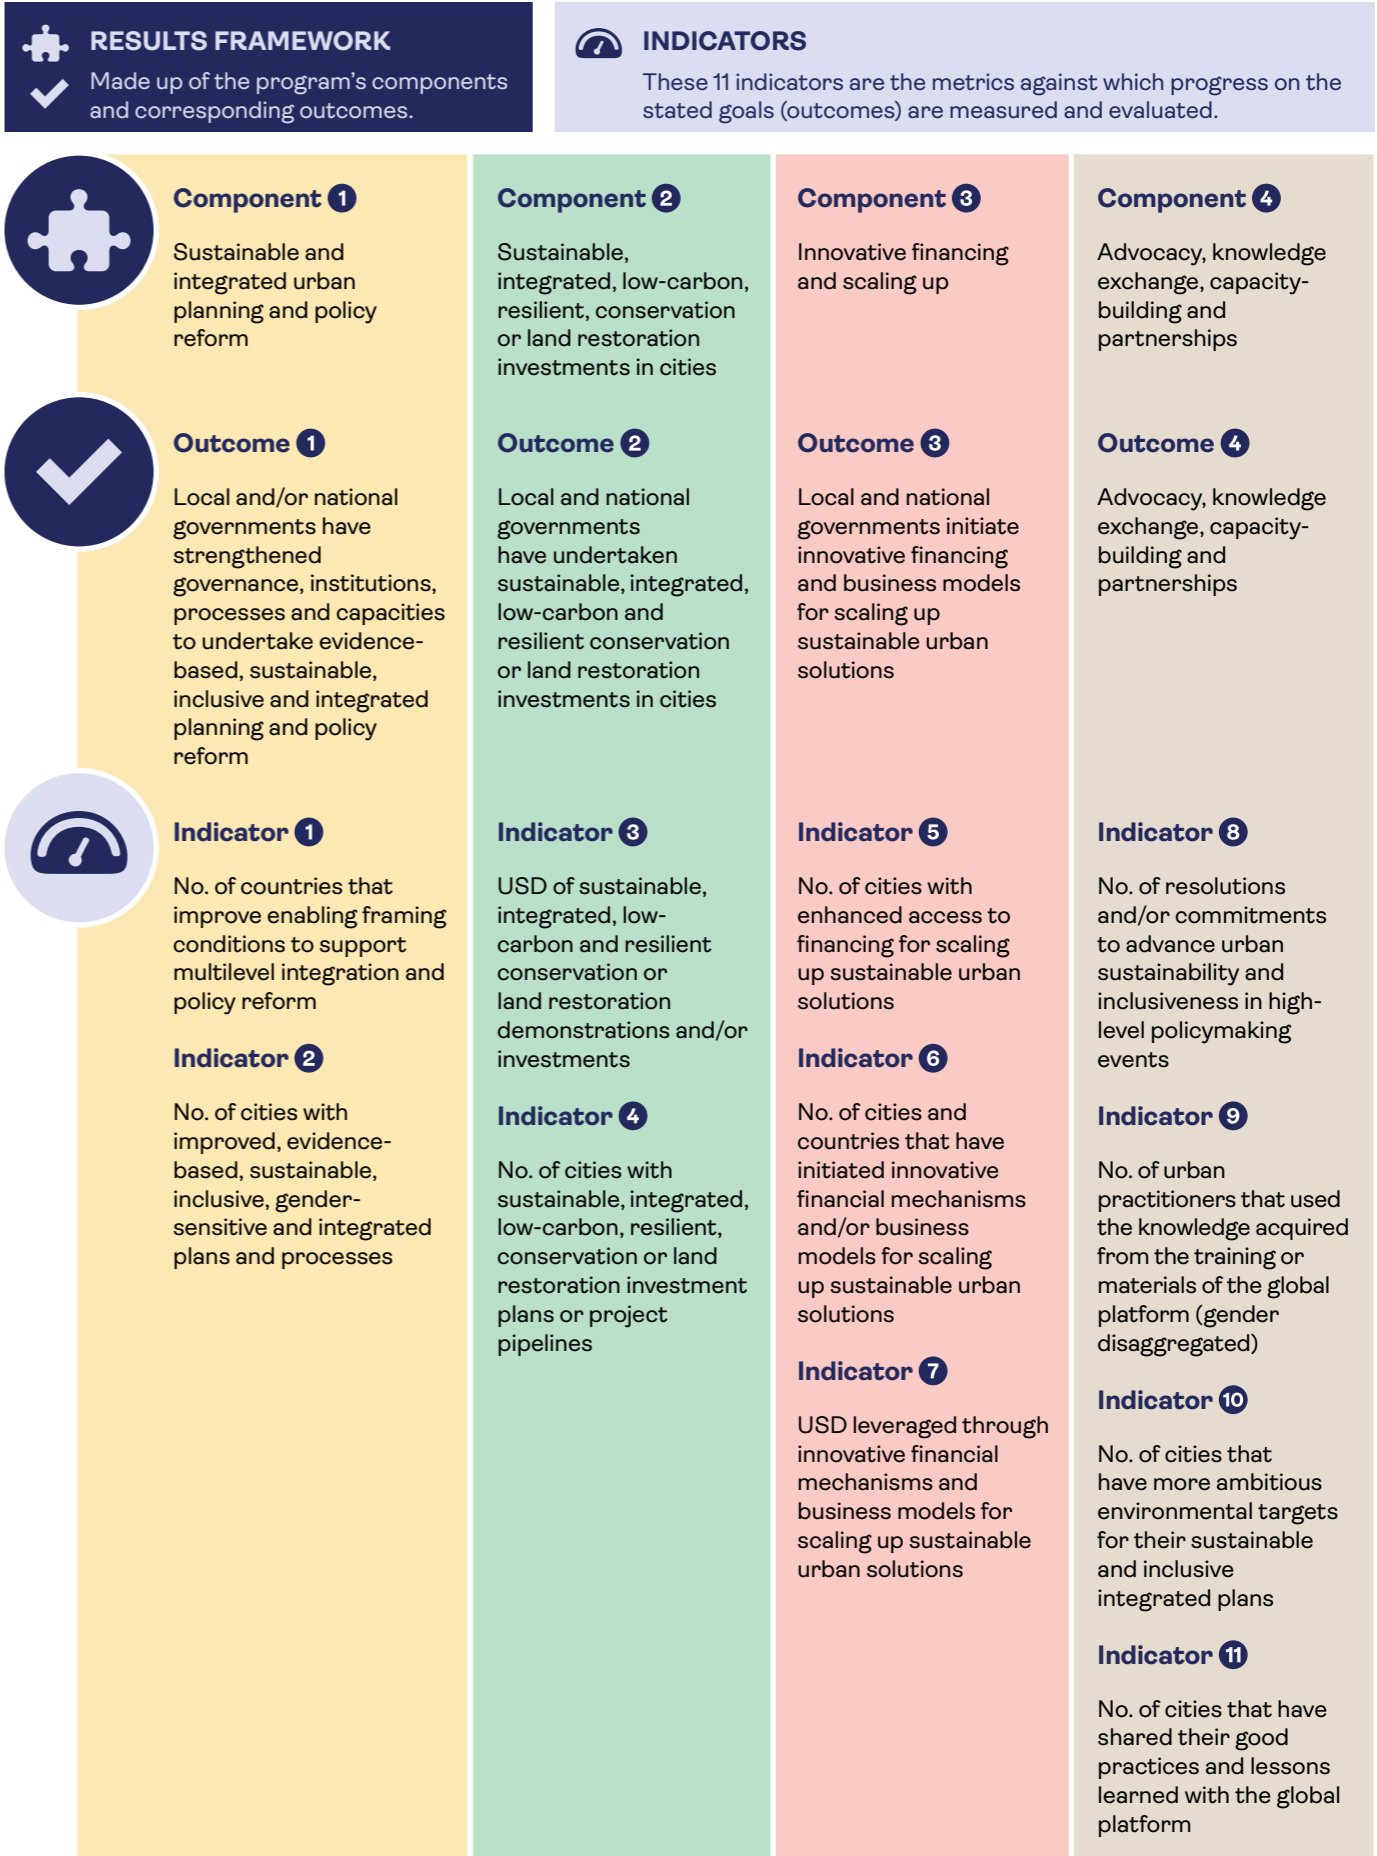 RESULTS FRAMEWORK
Made up of the program's components
and corresponding outcomes.
INDICATORS
These 11 indicators are the metrics against which progress on the
stated goals (outcomes) are measured and evaluated.
Component 1
Sustainable and
integrated urban
planning and policy
reform
Outcome 1
Local and/or national
governments have
strengthened
governance, institutions,
processes and capacities
to undertake evidence-
based, sustainable,
inclusive and integrated
planning and policy
reform
Indicator 1
No. of countries that
improve enabling framing
conditions to support
multilevel integration and
policy reform
Indicator 2
No. of cities with
improved, evidence-
based, sustainable,
inclusive, gender-
sensitive and integrated
plans and processes
Component 2
Sustainable,
integrated, low-carbon,
resilient, conservation
or land restoration
investments in cities
Outcome 2
Local and national
governments
have undertaken
sustainable, integrated,
low-carbon and
resilient conservation
or land restoration
investments in cities
Indicator 3
USD of sustainable,
integrated, low-
carbon and resilient
conservation or
land restoration
demonstrations and/or
investments
Indicator 4
No. of cities with
sustainable, integrated,
low-carbon, resilient,
conservation or land
restoration investment
plans or project
pipelines
Component 3
Innovative financing
and scaling up
Outcome 3
Local and national
governments initiate
innovative financing
and business models
for scaling up
sustainable urban
solutions
Indicator 5
No. of cities with
enhanced access to
financing for scaling
up sustainable urban
solutions
Indicator 6
No. of cities and
countries that have
initiated innovative
financial mechanisms
and/or business
models for scaling
up sustainable urban
solutions
Indicator 7
USD leveraged through
innovative financial
mechanisms and
business models for
scaling up sustainable
urban solutions
Component 4
Advocacy, knowledge
exchange, capacity-
building and
partnerships
Outcome 4
Advocacy, knowledge
exchange, capacity-
building and
partnerships
Indicator 8
No. of resolutions
and/or commitments
to advance urban
sustainability and
inclusiveness in high-
level policymaking
events
Indicator 9
No. of urban
practitioners that used
the knowledge acquired
from the training or
materials of the global
platform (gender
disaggregated)
Indicator 10
No. of cities that
have more ambitious
environmental targets
for their sustainable
and inclusive
integrated plans
Indicator 11
No. of cities that have
shared their good
practices and lessons
learned with the global
platform